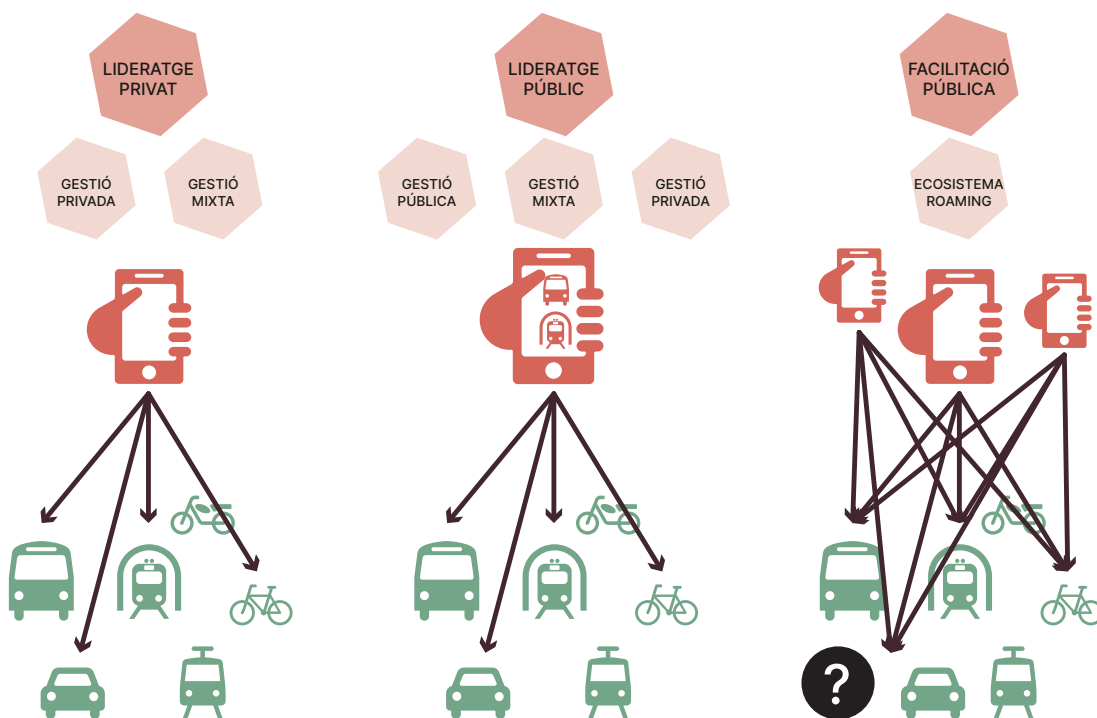 LIDERATGE
PRIVAT
GESTIÓ
PRIVADA
GESTIÓ
MIXTA
LIDERATGE
PÚBLIC
GESTIÓ
PÚBLICA
GESTIÓ
MIXTA
GESTIÓ
PRIVADA
FACILITACIÓ
PÚBLICA
ECOSISTEMA
ROAMING
?